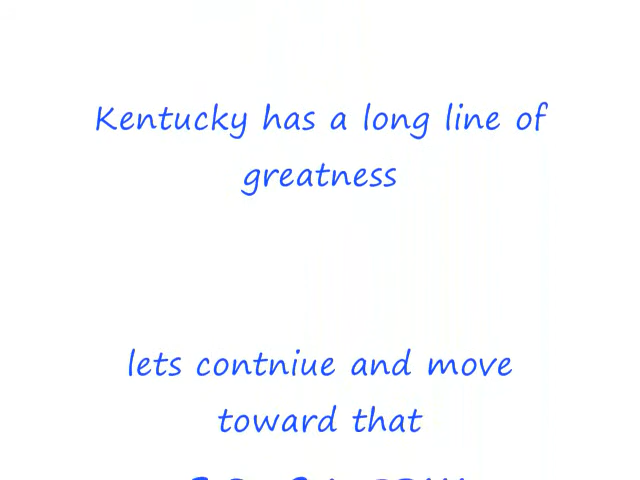 Kentucky has a long line of
greatness
lets contniue and move
toward that